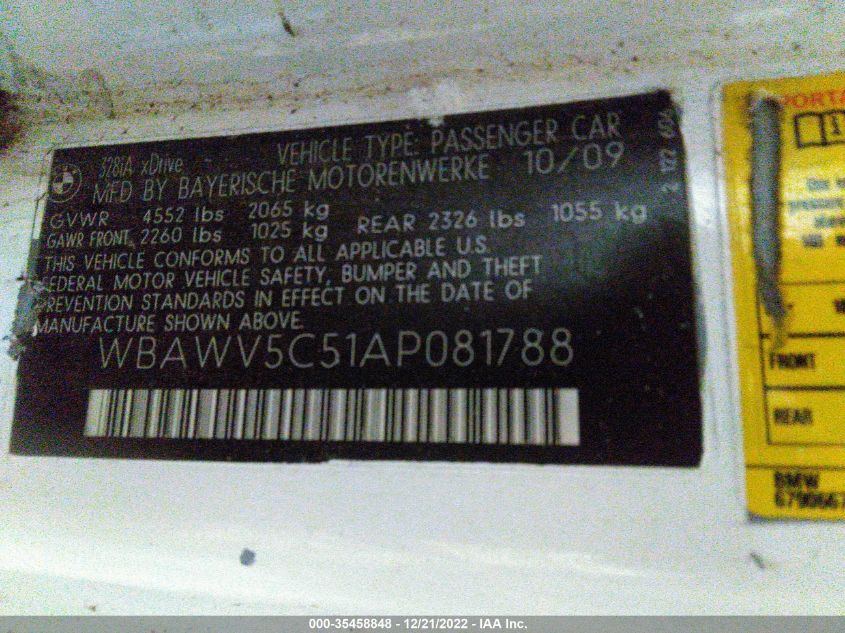 328iA xDrive VEHICLE TYPE: PASSENGER CAR
MFD BY BAYERISCHE MOTORENWERKE 10/09
GVWR 4552 lbs 2065 kg
GAWR FRONT 2260 lbs 1025 kg REAR 2326 lbs 1055 kg
THIS VEHICLE CONFORMS TO ALL APPLICABLE U.S.
FEDERAL MOTOR VEHICLE SAFETY, BUMPER AND THEFT
PREVENTION STANDARDS IN EFFECT ON THE DATE OF
MANUFACTURE SHOWN ABOVE.
WBAWV5C51AP081788
PORTA
FRONT
REAR
BMW
6790667
000-35458848 - 12/21/2022 - IAA Inc.